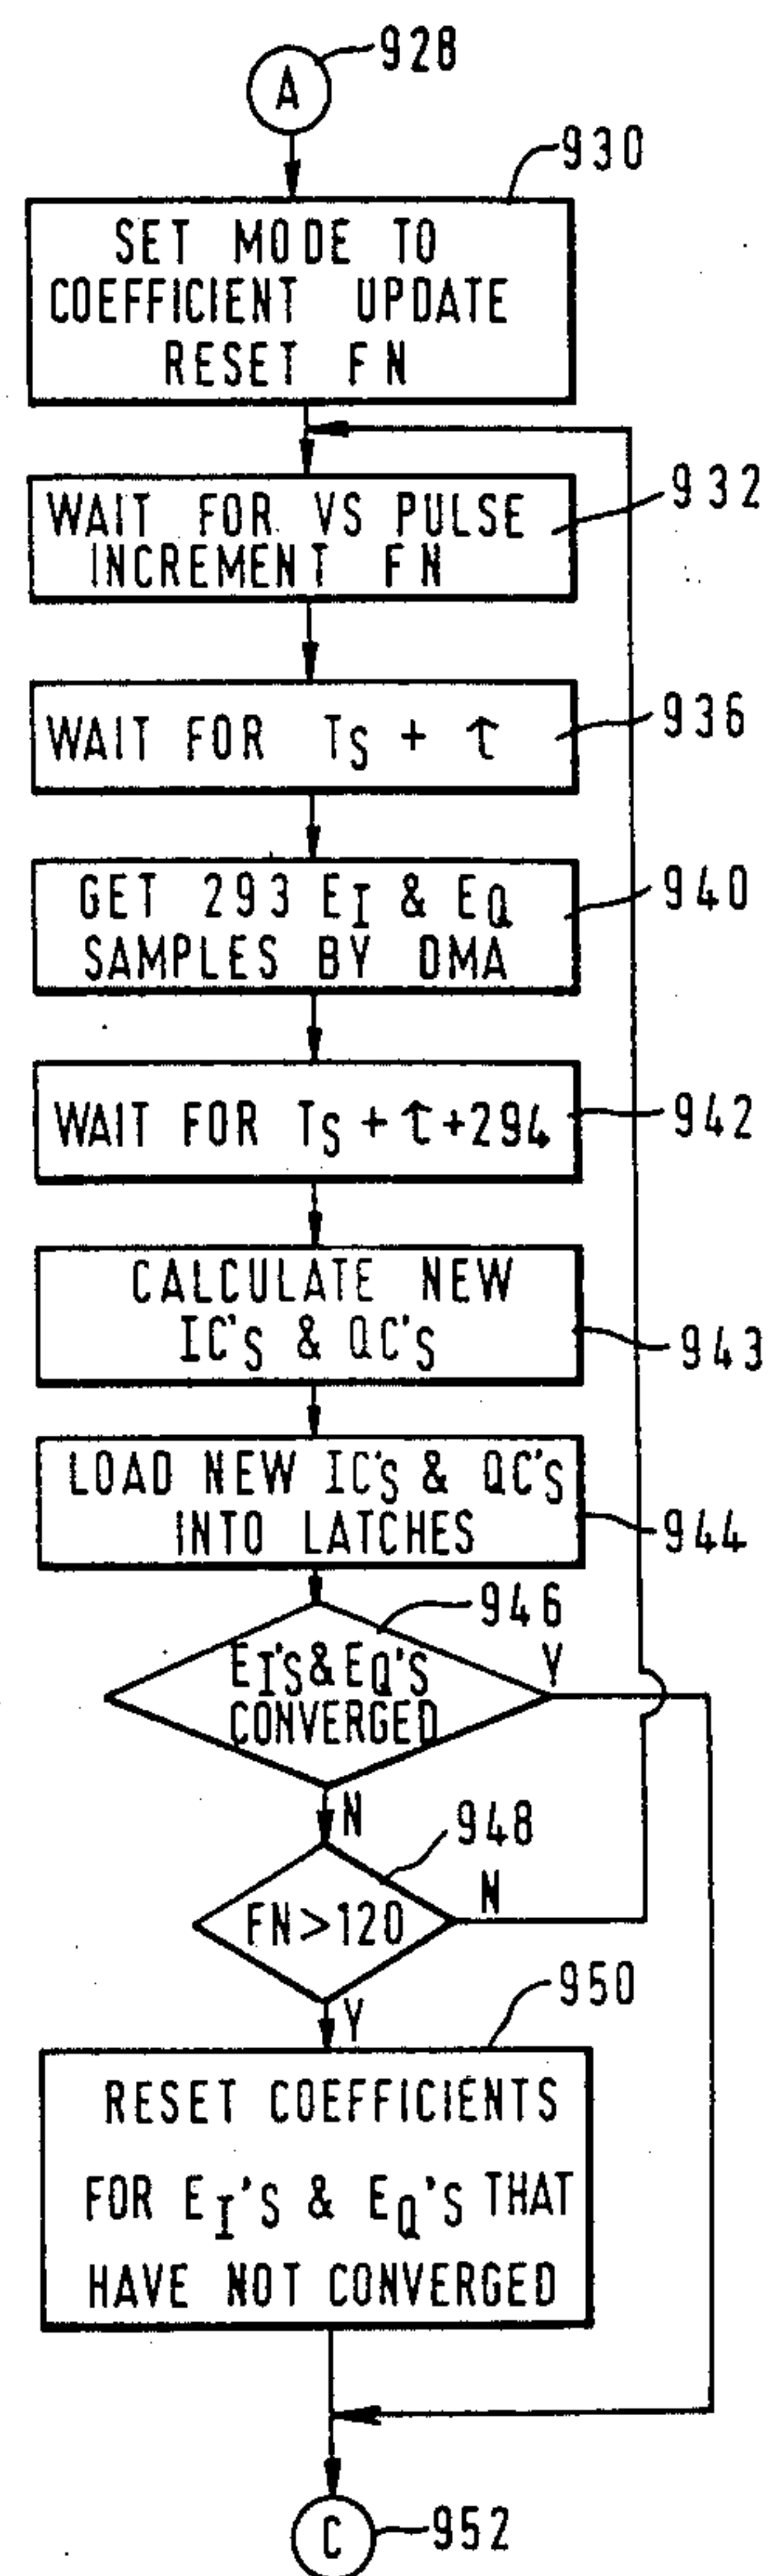 928
A
930
SET MODE TO
COEFFICIENT UPDATE
RESET FN
932
WAIT FOR VS PULSE
INCREMENT FN
936
WAIT FOR TS + τ
940
GET 293 EI & EQ
SAMPLES BY DMA
942
WAIT FOR TS + τ + 294
943
CALCULATE NEW
IC'S & QC'S
944
LOAD NEW IC'S & QC'S
INTO LATCHES
946
EI'S & EQ'S
CONVERGED
Y
N
948
FN > 120
N
Y
950
RESET COEFFICIENTS
FOR EI'S & EQ'S THAT
HAVE NOT CONVERGED
C
952